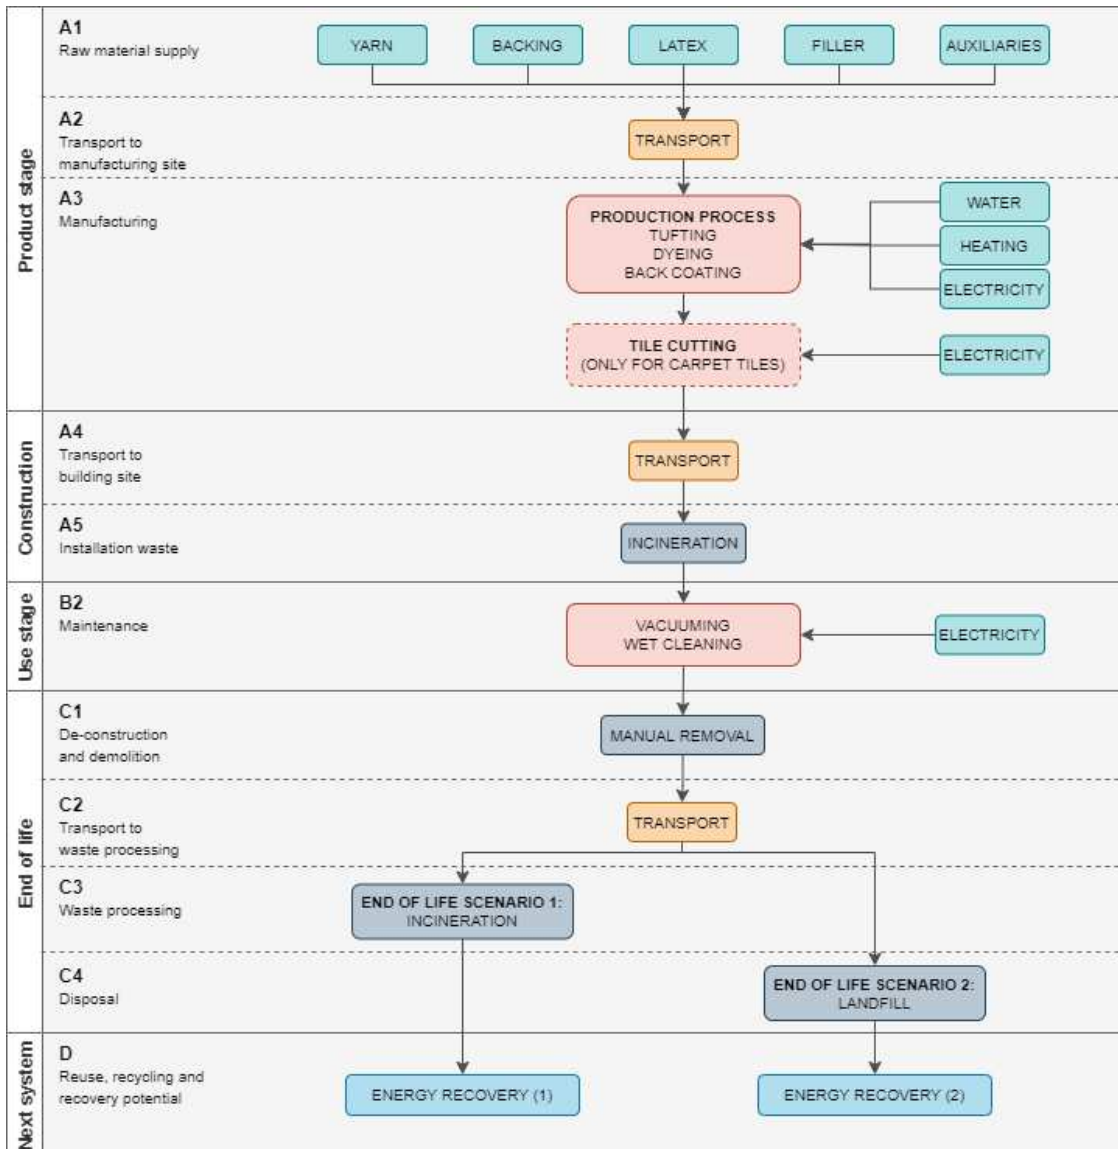 Product stage
A1
Raw material supply
YARN
BACKING
LATEX
FILLER
AUXILIARIES
A2
Transport to
manufacturing site
TRANSPORT
A3
Manufacturing
PRODUCTION PROCESS
TUFTING
DYEING
BACK COATING
WATER
HEATING
ELECTRICITY
TILE CUTTING
(ONLY FOR CARPET TILES)
ELECTRICITY
Construction
A4
Transport to
building site
TRANSPORT
A5
Installation waste
INCINERATION
Use stage
B2
Maintenance
VACUUMING
WET CLEANING
ELECTRICITY
End of life
C1
De-construction
and demolition
MANUAL REMOVAL
C2
Transport to
waste processing
TRANSPORT
C3
Waste processing
END OF LIFE SCENARIO 1:
INCINERATION
C4
Disposal
END OF LIFE SCENARIO 2:
LANDFILL
Next system
D
Reuse, recycling and
recovery potential
ENERGY RECOVERY (1)
ENERGY RECOVERY (2)